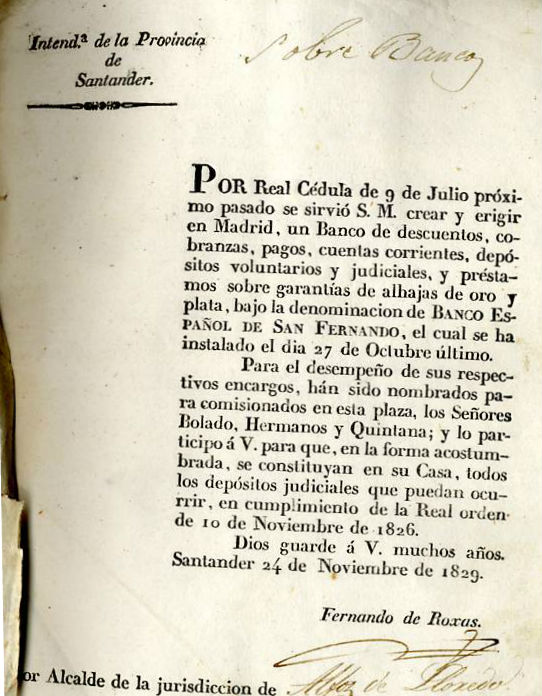 Intend.ª de la Provincia
de
Santander.
Sobre Banco
POR Real Cédula de 9 de Julio próxi-
mo pasado se sirvió S. M. crear y erigir
en Madrid, un Banco de descuentos, co-
branzas, pagos, cuentas corrientes, depó-
sitos voluntarios y judiciales, y présta-
mos sobre garantías de alhajas de oro y
plata, bajo la denominacion de BANCO ES-
PAÑOL DE SAN FERNANDO, el cual se ha
instalado el dia 27 de Octubre último.
Para el desempeño de sus respec-
tivos encargos, hán sido nombrados pa-
ra comisionados en esta plaza, los Señores
Bolado, Hermanos y Quintana; y lo par-
ticipo á V. para que, en la forma acostum-
brada, se constituyan en su Casa, todos
los depósitos judiciales que puedan ocu-
rrir, en cumplimiento de la Real orden
de 10 de Noviembre de 1826.
Dios guarde á V. muchos años.
Santander 24 de Noviembre de 1829.
Fernando de Roxas.
or Alcalde de la jurisdiccion de Alfoz de Lloredo